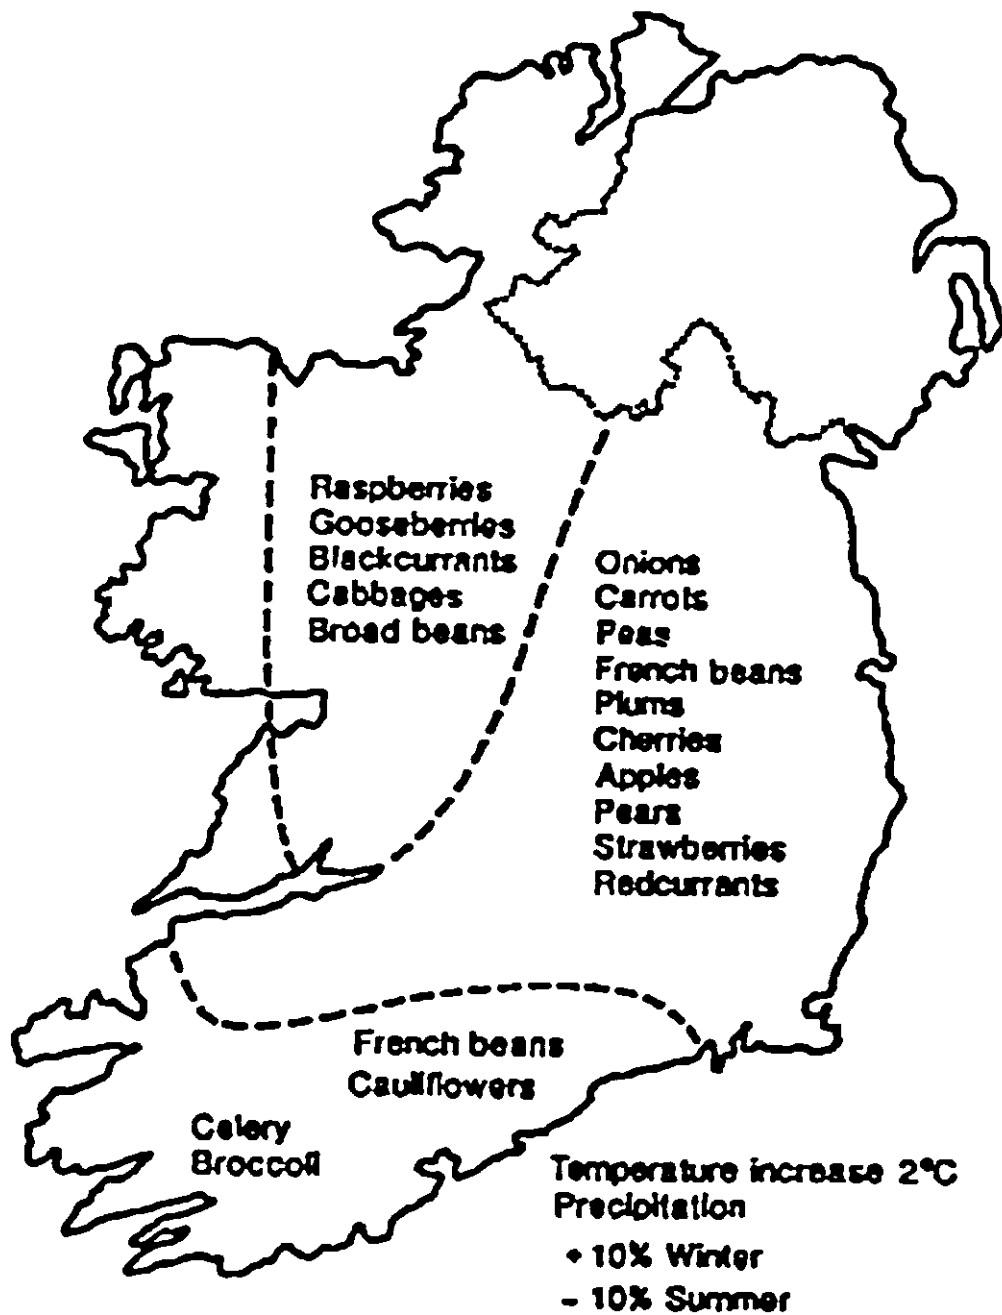 Raspberries
Gooseberries
Blackcurrants
Cabbages
Broad beans
Onions
Carrots
Peas
French beans
Plums
Cherries
Apples
Pears
Strawberries
Redcurrants
French beans
Cauliflowers
Celery
Broccoli
Temperature increase 2°C
Precipitation
+ 10% Winter
- 10% Summer